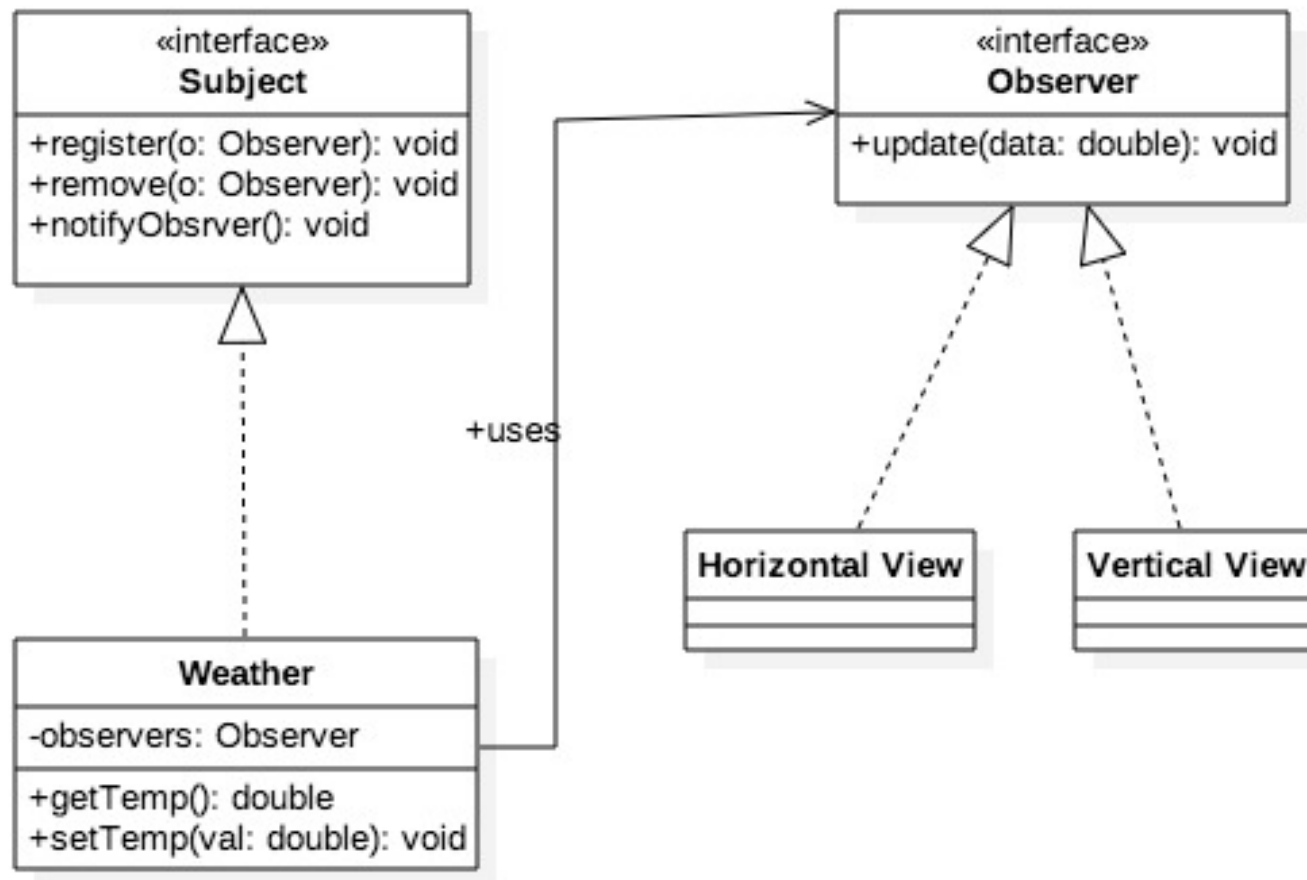 «interface»
Subject
+register(o: Observer): void
+remove(o: Observer): void
+notifyObsrver(): void
«interface»
Observer
+update(data: double): void
+uses
Horizontal View
Vertical View
Weather
-observers: Observer
+getTemp(): double
+setTemp(val: double): void